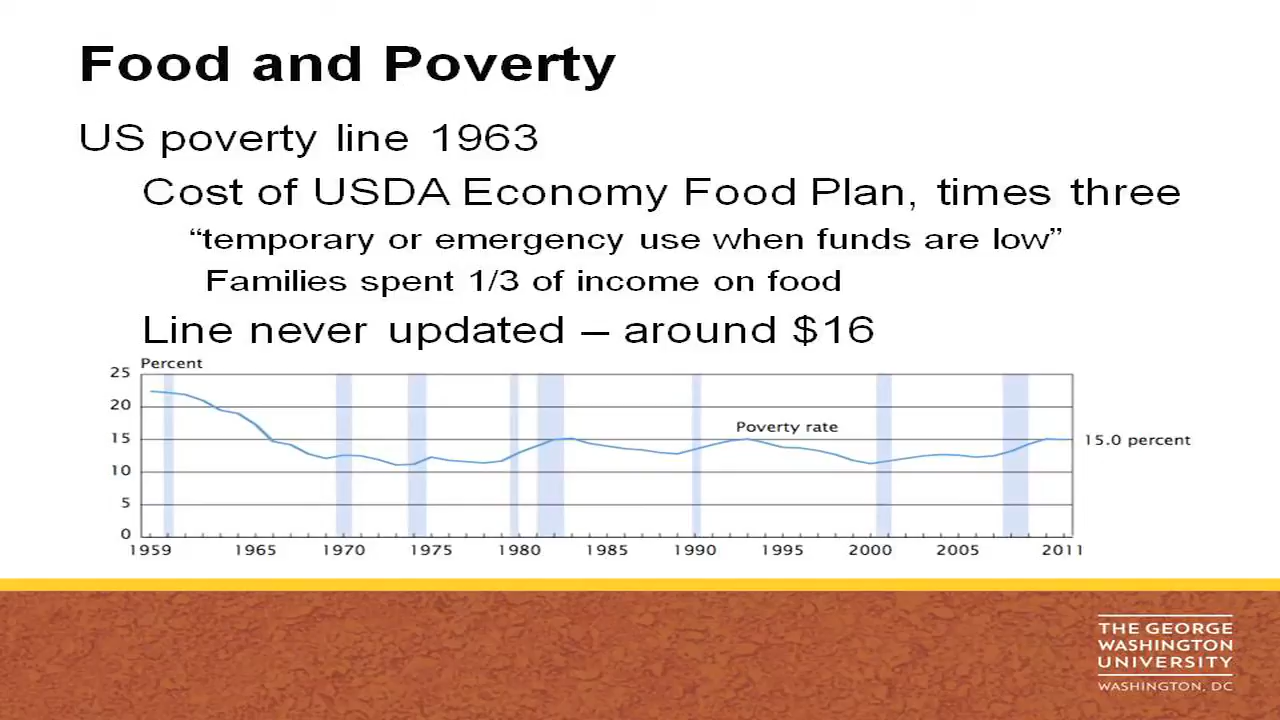 Food and Poverty
US poverty line 1963
Cost of USDA Economy Food Plan, times three
“temporary or emergency use when funds are low”
Families spent 1/3 of income on food
Line never updated – around $16
Percent
25
20
15
10
5
0
Poverty rate
15.0 percent
1959 1965 1970 1975 1980 1985 1990 1995 2000 2005 2011
THE GEORGE
WASHINGTON
UNIVERSITY
WASHINGTON, DC